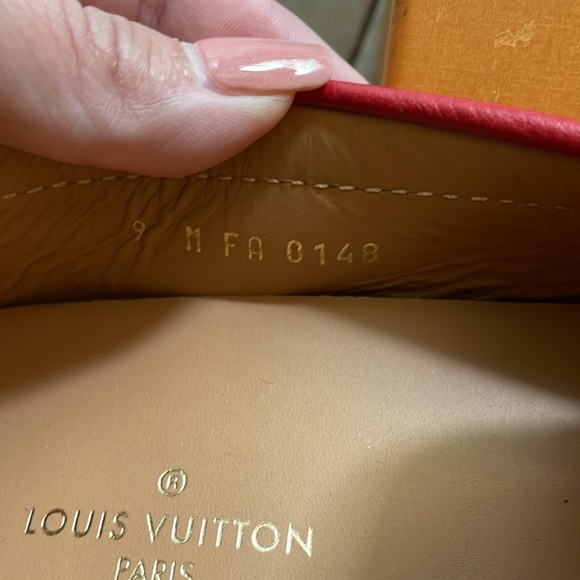 9 M FA 0148
®
LOUIS VUITTON
PARIS